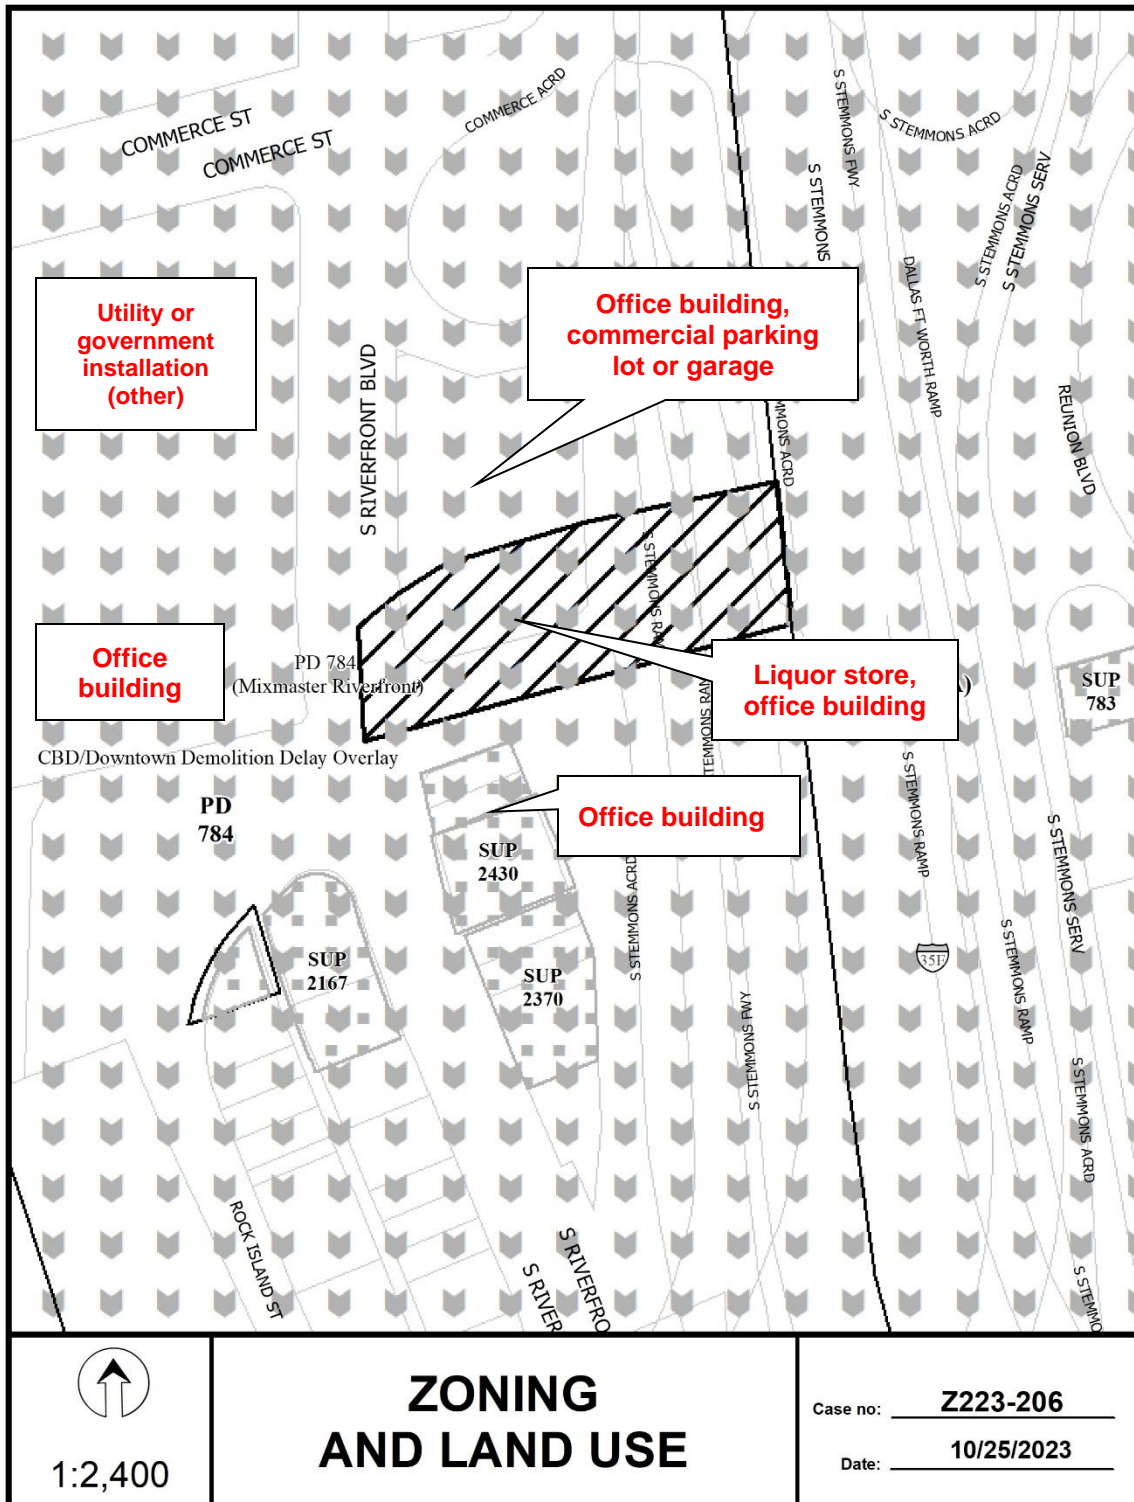 COMMERCE ST
COMMERCE ST
COMMERCE ACRD
S STEMMONS FWY
S STEMMONS ACRD
S STEMMONS
S STEMMONS ACRD
S STEMMONS SERV
DALLAS FT WORTH RAMP
REUNION BLVD
Utility or
government
installation
(other)
Office building,
commercial parking
lot or garage
S RIVERFRONT BLVD
MMONS ACRD
S STEMMONS RAM
Office
building
PD 784
(Mixmaster Riverfront)
Liquor store,
office building
A)
SUP
783
CBD/Downtown Demolition Delay Overlay
TEMMONS RAM
PD
784
Office building
SUP
2430
S STEMMONS RAMP
S STEMMONS SERV
S STEMMONS ACRD
SUP
2167
SUP
2370
35E
S STEMMONS RAMP
S STEMMONS FWY
S STEMMONS ACRD
ROCK ISLAND ST
S RIVER
S RIVERFRO
S STEMMO
1:2,400
ZONING
AND LAND USE
Case no: Z223-206
Date: 10/25/2023